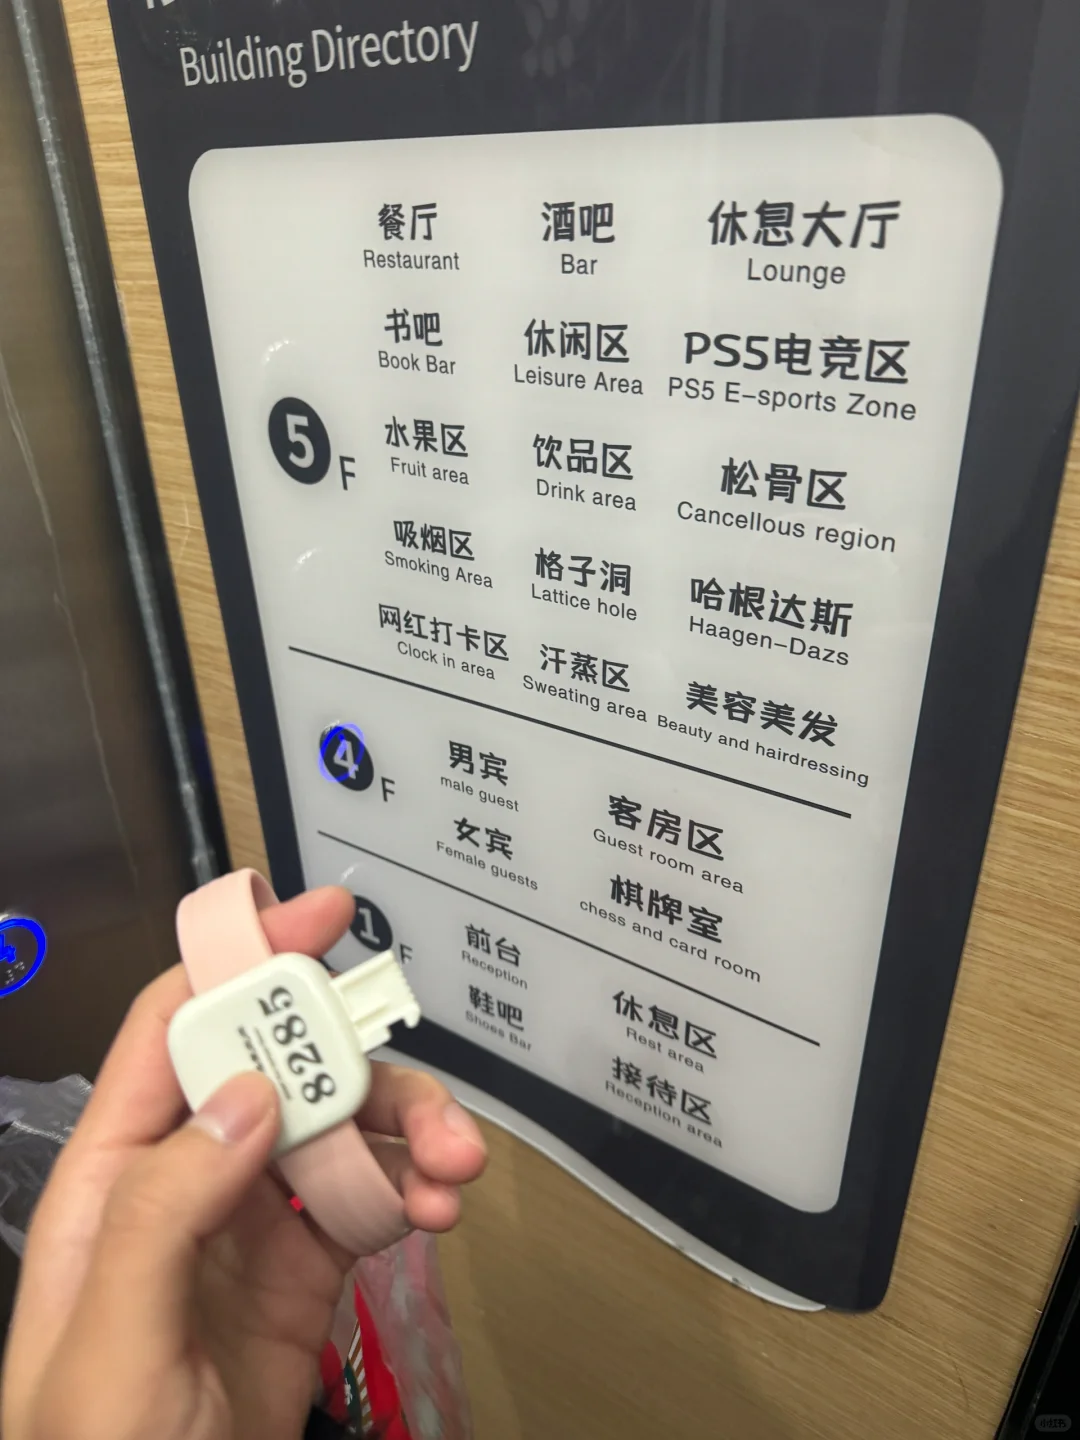 Building Directory
餐厅 酒吧 休息大厅
Restaurant Bar Lounge
书吧 休闲区 PS5电竞区
Book Bar Leisure Area PS5 E-sports Zone
5 F
水果区 饮品区 松骨区
Fruit area Drink area Cancellous region
吸烟区 格子洞 哈根达斯
Smoking Area Lattice hole Haagen-Dazs
网红打卡区 汗蒸区 美容美发
Clock in area Sweating area Beauty and hairdressing
4 F
男宾 客房区
male guest Guest room area
女宾 棋牌室
Female guests chess and card room
1 F
前台 休息区
Reception Rest area
鞋吧 接待区
Shoes Bar Reception area
8285
4
小红书